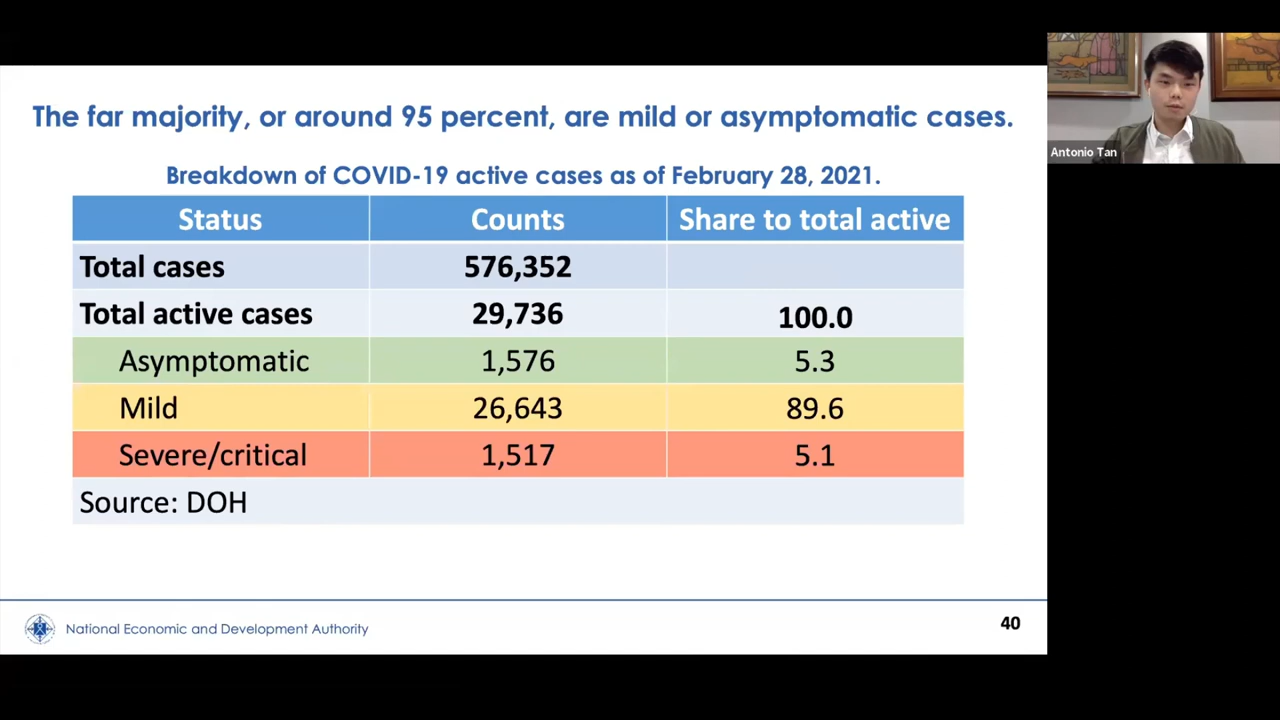 The far majority, or around 95 percent, are mild or asymptomatic cases.
Breakdown of COVID-19 active cases as of February 28, 2021.
Status Counts Share to total active
Total cases 576,352
Total active cases 29,736 100.0
Asymptomatic 1,576 5.3
Mild 26,643 89.6
Severe/critical 1,517 5.1
Source: DOH
National Economic and Development Authority
40
Antonio Tan